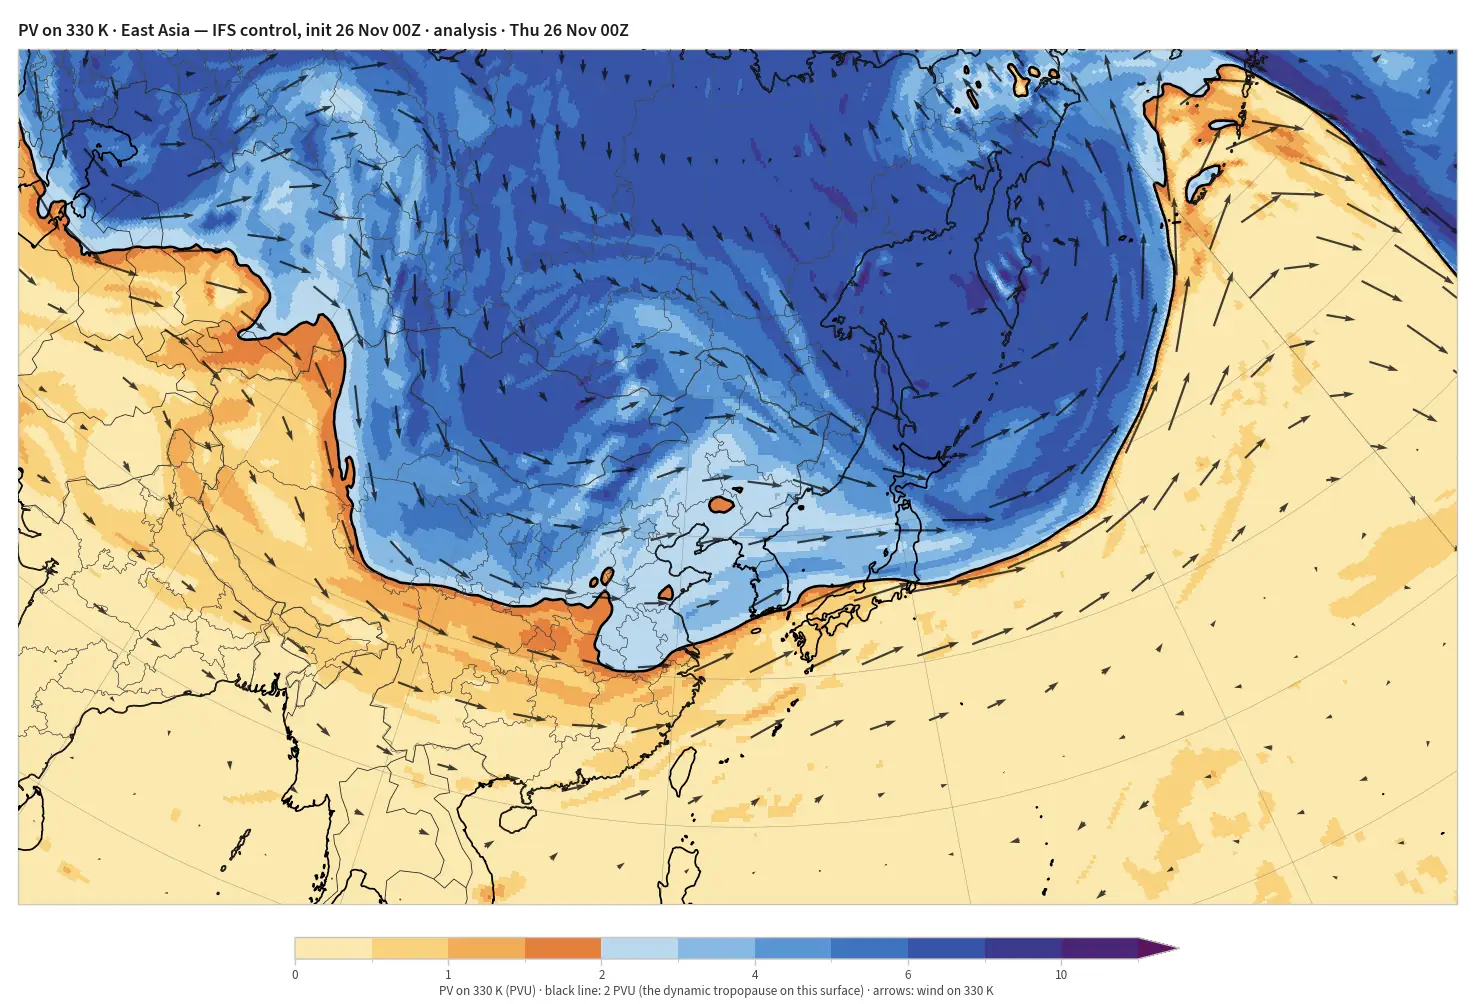 PV on 330 K · East Asia — IFS control, init 26 Nov 00Z · analysis · Thu 26 Nov 00Z
0 1 2 4 6 10
PV on 330 K (PVU) · black line: 2 PVU (the dynamic tropopause on this surface) · arrows: wind on 330 K